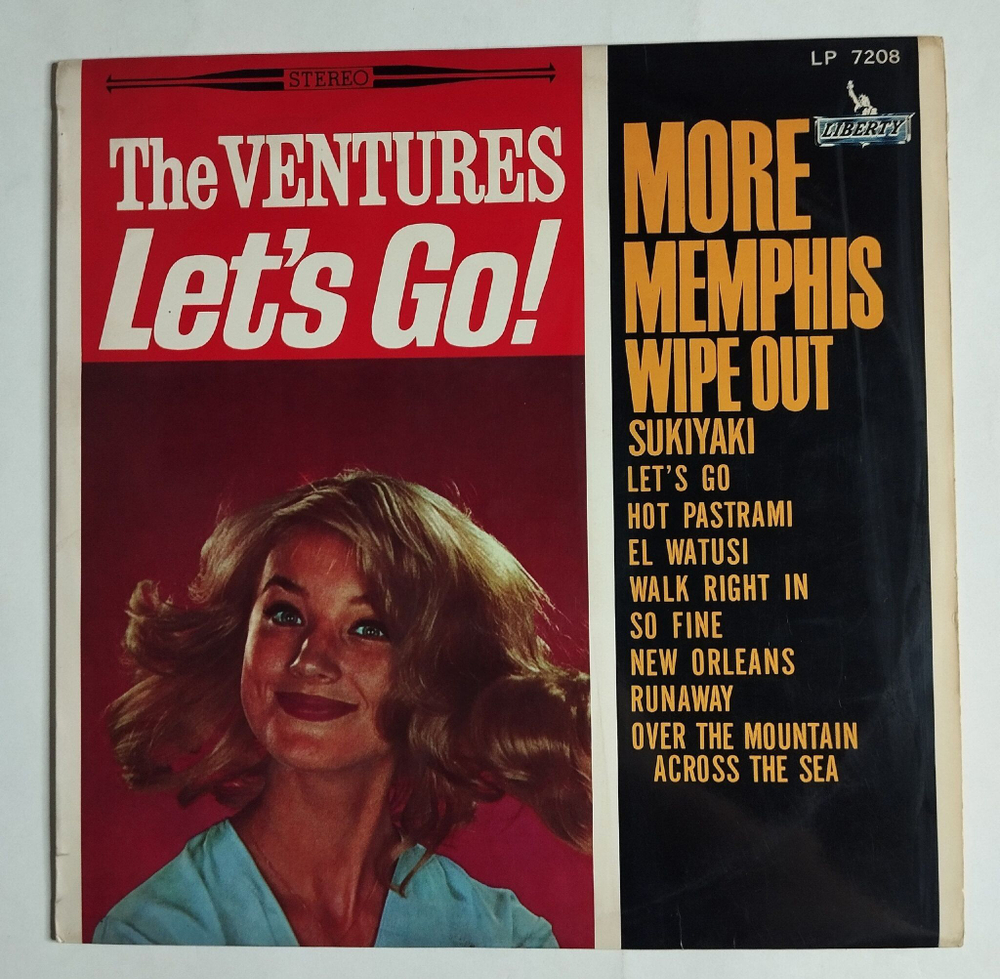 STEREO
The VENTURES
Let's Go!
LP 7208
LIBERTY
MORE
MEMPHIS
WIPE OUT
SUKIYAKI
LET'S GO
HOT PASTRAMI
EL WATUSI
WALK RIGHT IN
SO FINE
NEW ORLEANS
RUNAWAY
OVER THE MOUNTAIN
ACROSS THE SEA